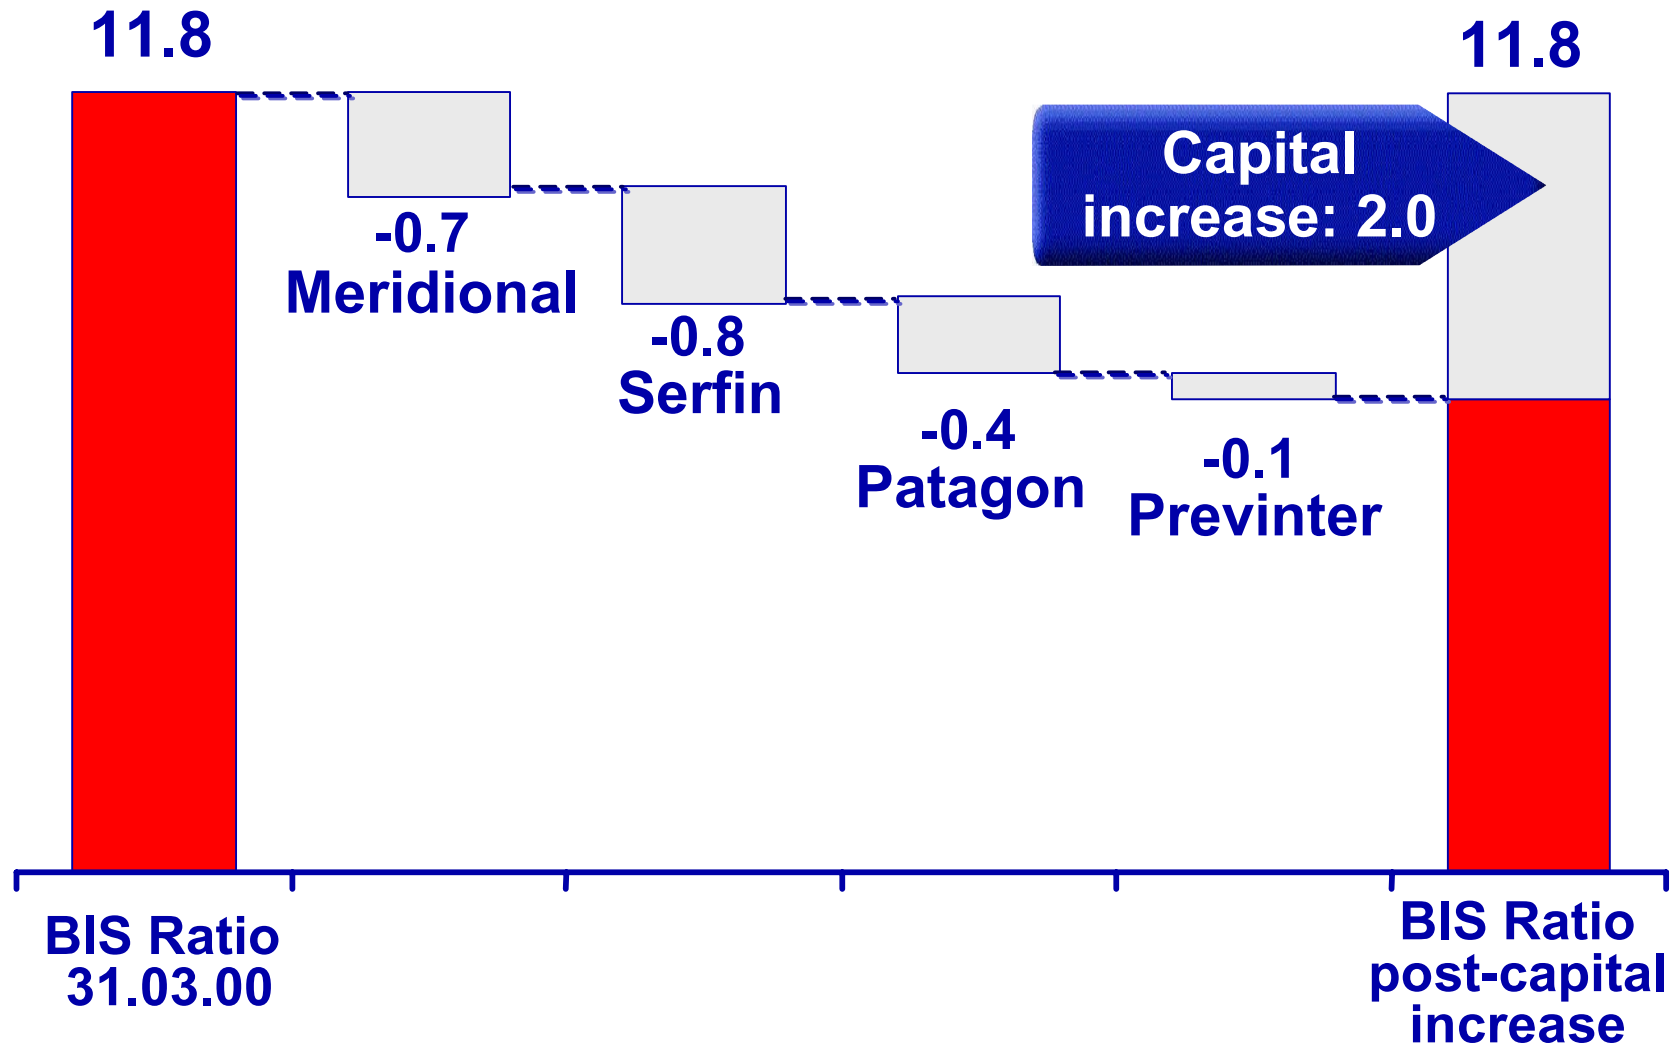 11.8
11.8
Capital
increase: 2.0
-0.7
Meridional
-0.8
Serfin
-0.4
Patagon
-0.1
Previnter
BIS Ratio
31.03.00
BIS Ratio
post-capital
increase